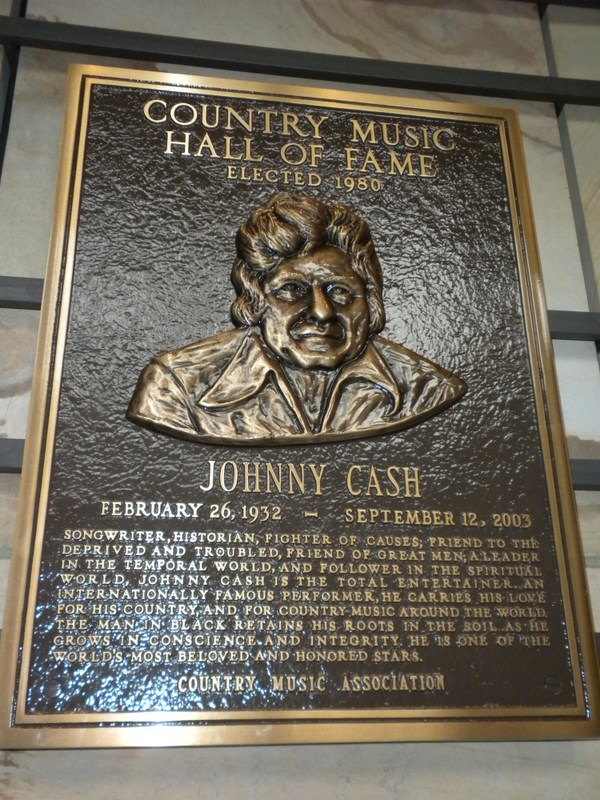 COUNTRY MUSIC
HALL OF FAME
ELECTED 1980
JOHNNY CASH
FEBRUARY 26, 1932 – SEPTEMBER 12, 2003
SONGWRITER, HISTORIAN, FIGHTER OF CAUSES, FRIEND TO THE
DEPRIVED AND TROUBLED, FRIEND OF GREAT MEN, A LEADER
IN THE TEMPORAL WORLD, AND FOLLOWER IN THE SPIRITUAL
WORLD, JOHNNY CASH IS THE TOTAL ENTERTAINER. AN
INTERNATIONALLY FAMOUS PERFORMER, HE CARRIES HIS LOVE
FOR HIS COUNTRY, AND FOR COUNTRY MUSIC AROUND THE WORLD.
THE MAN IN BLACK RETAINS HIS ROOTS IN THE SOIL AS HE
GROWS IN CONSCIENCE AND INTEGRITY. HE IS ONE OF THE
WORLD'S MOST BELOVED AND HONORED STARS.
COUNTRY MUSIC ASSOCIATION